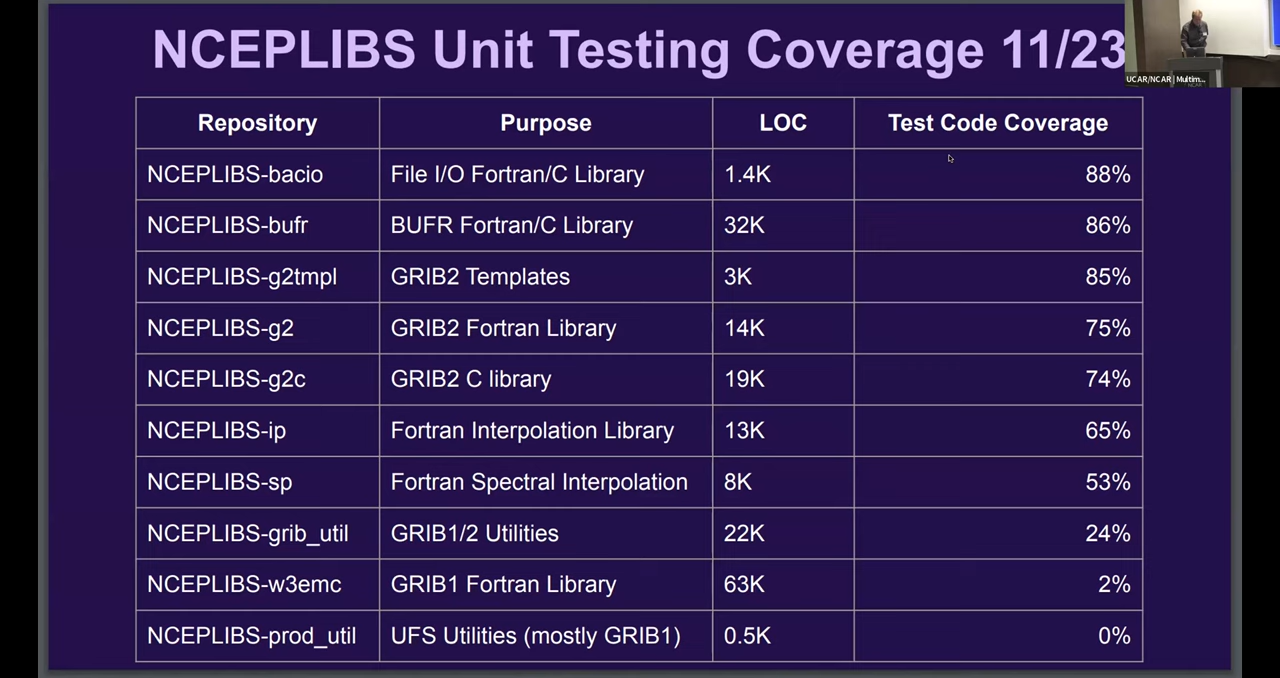 NCEPLIBS Unit Testing Coverage 11/23
UCAR/NCAR | Multim...
NCAR
Repository Purpose LOC Test Code Coverage
NCEPLIBS-bacio File I/O Fortran/C Library 1.4K 88%
NCEPLIBS-bufr BUFR Fortran/C Library 32K 86%
NCEPLIBS-g2tmpl GRIB2 Templates 3K 85%
NCEPLIBS-g2 GRIB2 Fortran Library 14K 75%
NCEPLIBS-g2c GRIB2 C library 19K 74%
NCEPLIBS-ip Fortran Interpolation Library 13K 65%
NCEPLIBS-sp Fortran Spectral Interpolation 8K 53%
NCEPLIBS-grib_util GRIB1/2 Utilities 22K 24%
NCEPLIBS-w3emc GRIB1 Fortran Library 63K 2%
NCEPLIBS-prod_util UFS Utilities (mostly GRIB1) 0.5K 0%